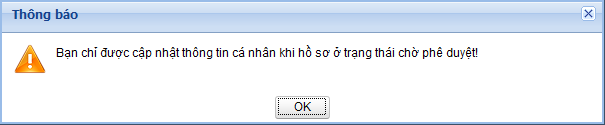 Thông báo
Bạn chỉ được cập nhật thông tin cá nhân khi hồ sơ ở trạng thái chờ phê duyệt!
OK